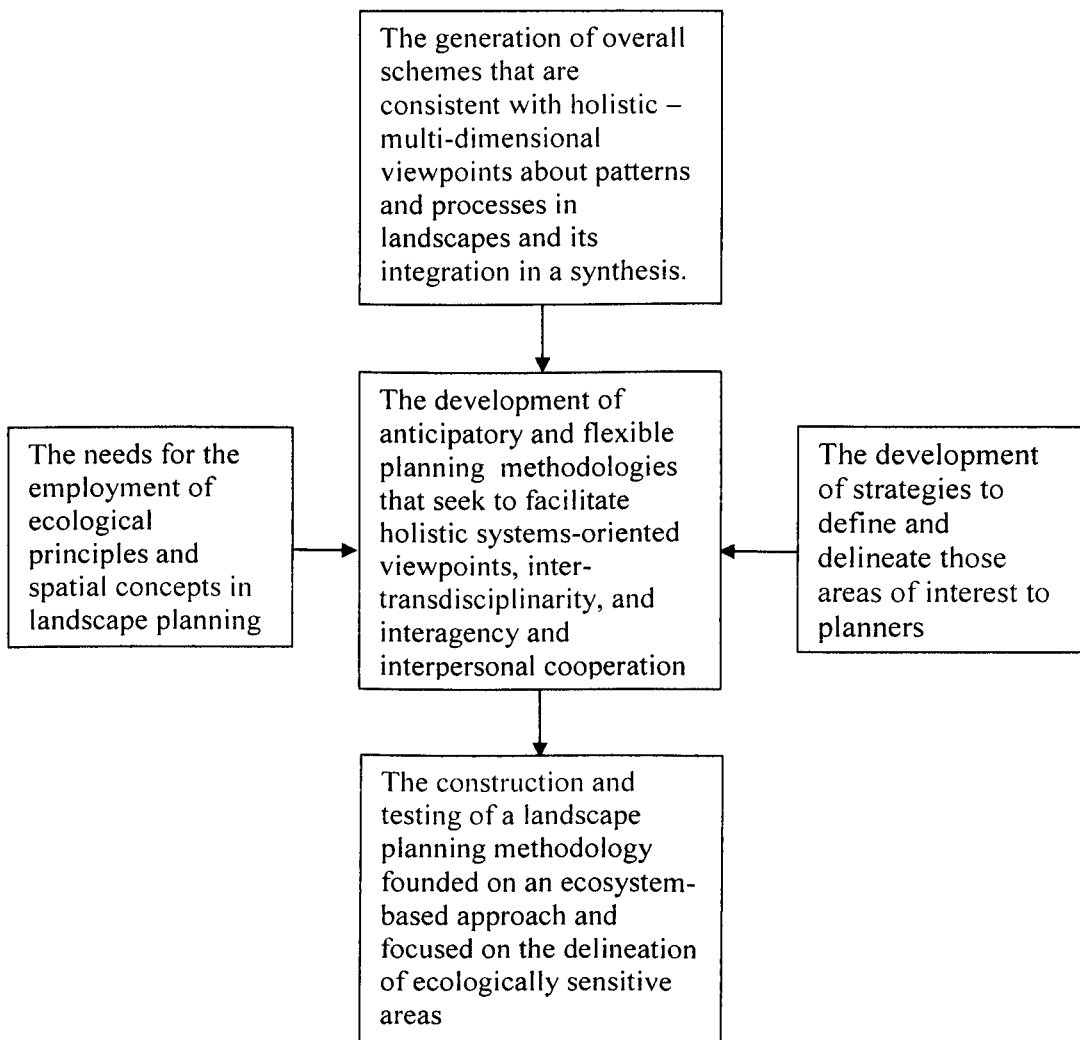 The generation of overall
schemes that are
consistent with holistic –
multi-dimensional
viewpoints about patterns
and processes in
landscapes and its
integration in a synthesis.
The needs for the
employment of
ecological
principles and
spatial concepts in
landscape planning
The development of
anticipatory and flexible
planning methodologies
that seek to facilitate
holistic systems-oriented
viewpoints, inter-
transdisciplinarity, and
interagency and
interpersonal cooperation
The development
of strategies to
define and
delineate those
areas of interest to
planners
The construction and
testing of a landscape
planning methodology
founded on an ecosystem-
based approach and
focused on the delineation
of ecologically sensitive
areas